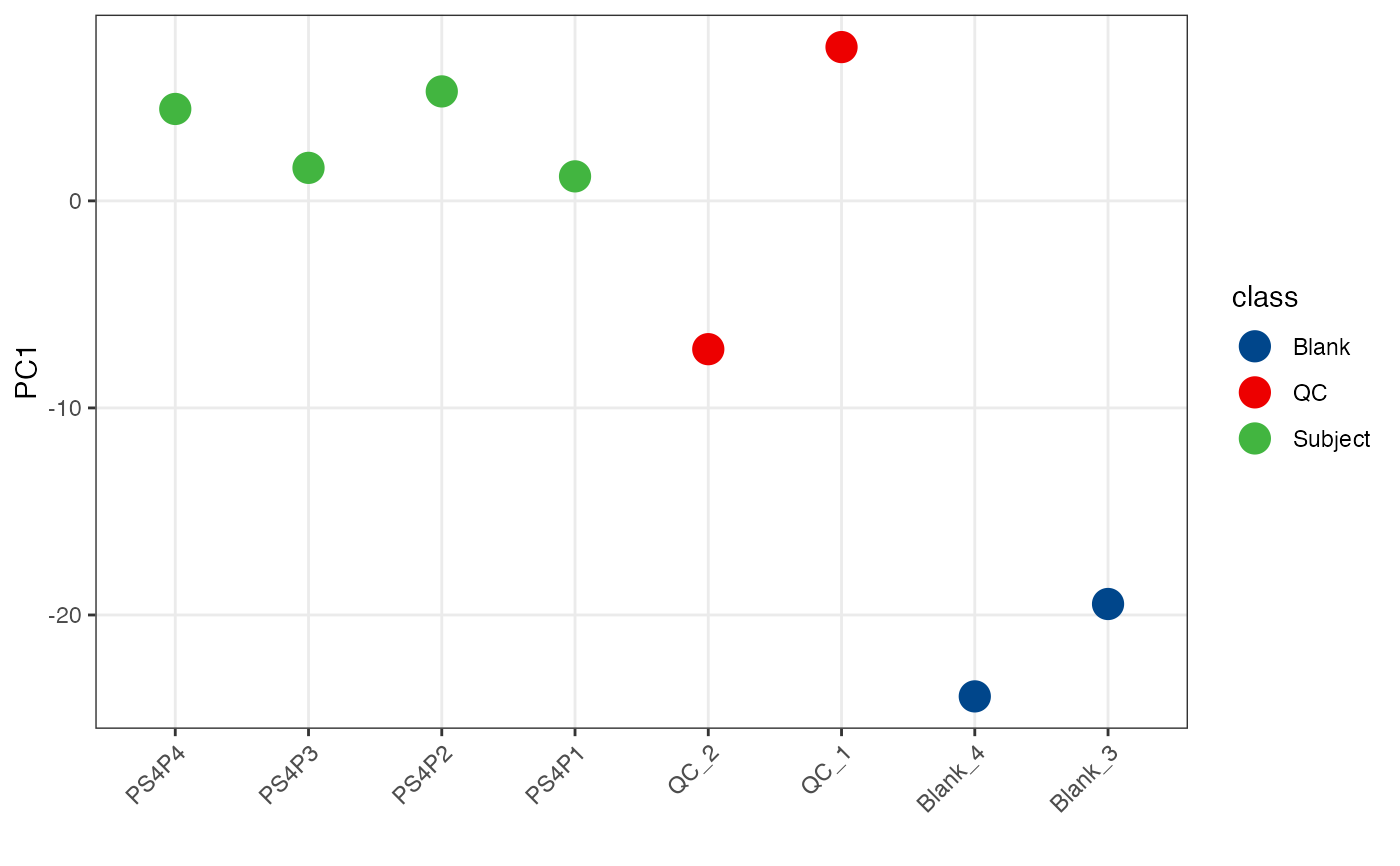 PC1
0
-10
-20
PS4P4
PS4P3
PS4P2
PS4P1
QC_2
QC_1
Blank_4
Blank_3
class
Blank
QC
Subject